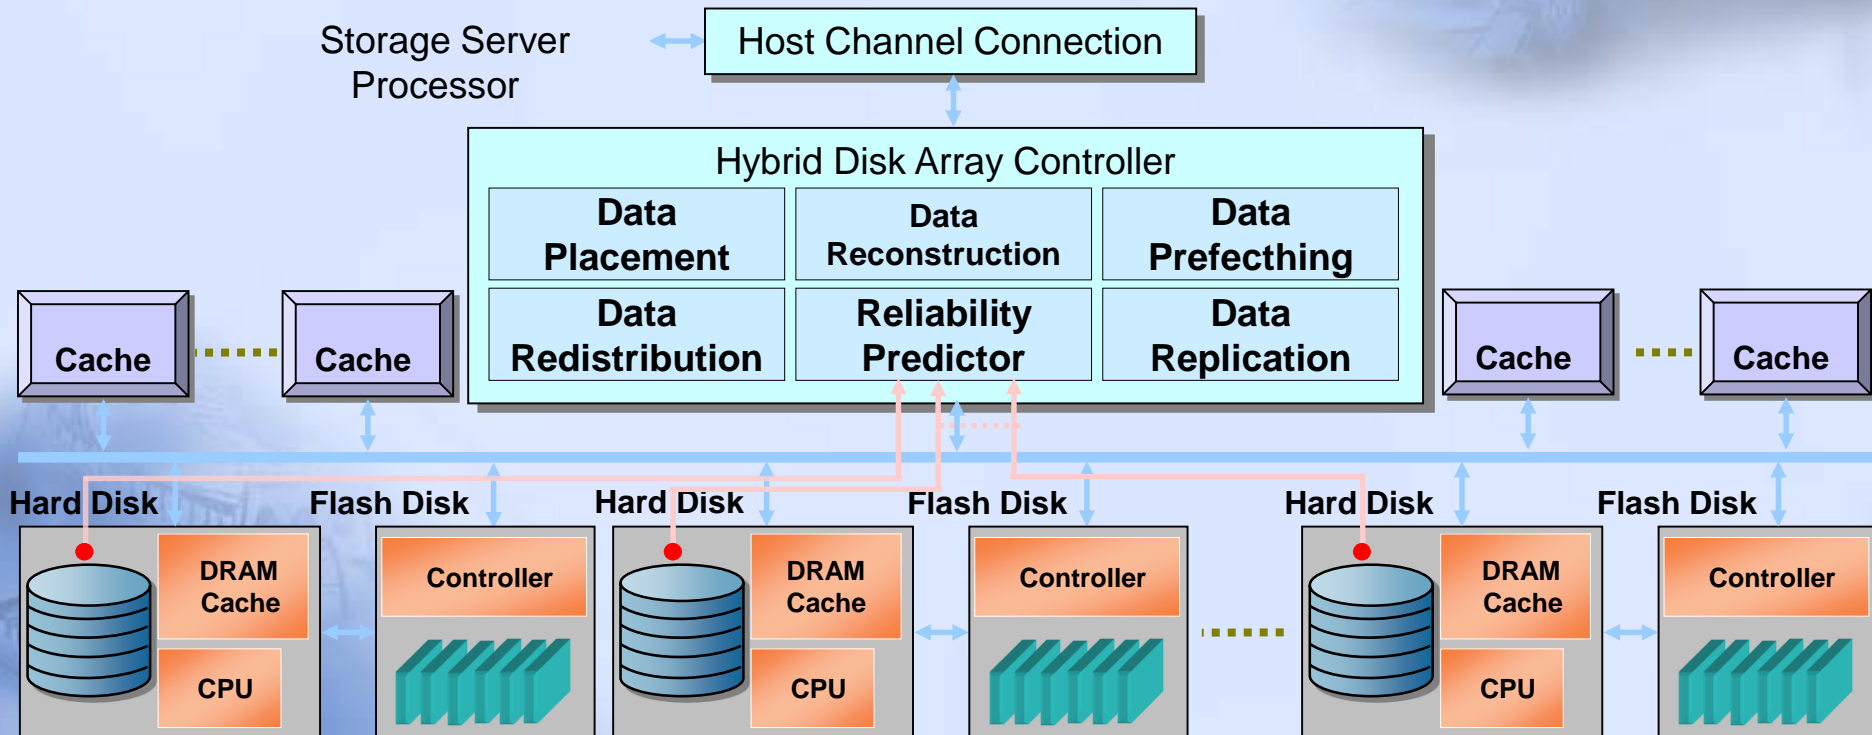 Storage Server
Processor
Host Channel Connection
Hybrid Disk Array Controller
Data
Placement
Data
Reconstruction
Data
Prefecthing
Data
Redistribution
Reliability
Predictor
Data
Replication
Cache
Cache
Cache
Cache
Hard Disk
Flash Disk
Hard Disk
Flash Disk
Hard Disk
Flash Disk
DRAM
Cache
CPU
Controller
DRAM
Cache
CPU
Controller
DRAM
Cache
CPU
Controller